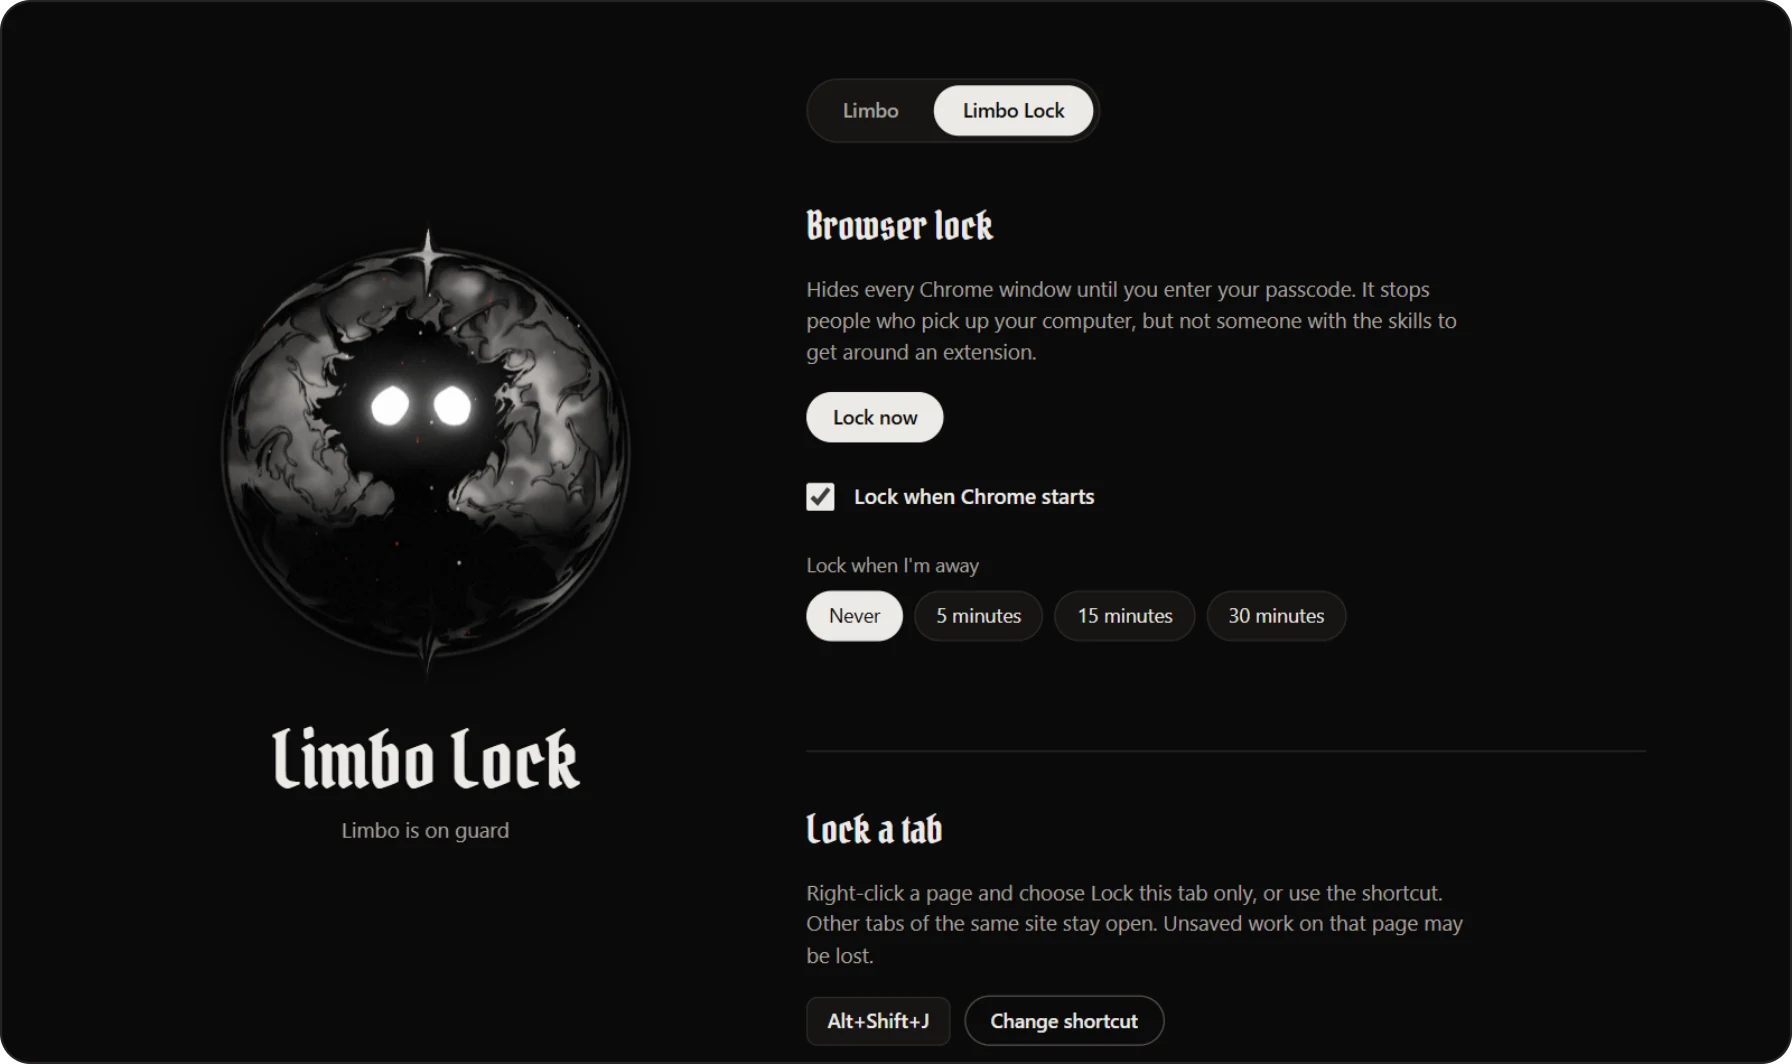 Limbo
Limbo Lock
Browser lock
Hides every Chrome window until you enter your passcode. It stops
people who pick up your computer, but not someone with the skills to
get around an extension.
Lock now
Lock when Chrome starts
Lock when I'm away
Never
5 minutes
15 minutes
30 minutes
Limbo Lock
Limbo is on guard
Lock a tab
Right-click a page and choose Lock this tab only, or use the shortcut.
Other tabs of the same site stay open. Unsaved work on that page may
be lost.
Alt+Shift+J
Change shortcut